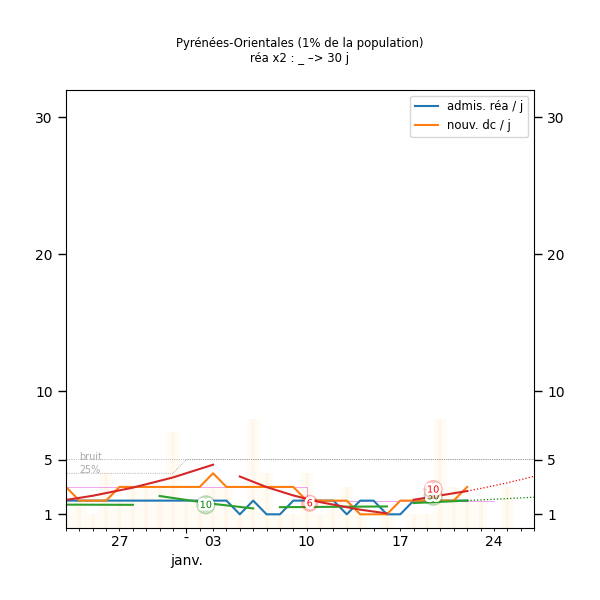 Pyrénées-Orientales (1% de la population)
réa x2 : _ –> 30 j
admis. réa / j
nouv. dc / j
30 30
20 20
10 10
5 5
1 1
bruit
25%
10
6
10
27 - 03 10 17 24
janv.